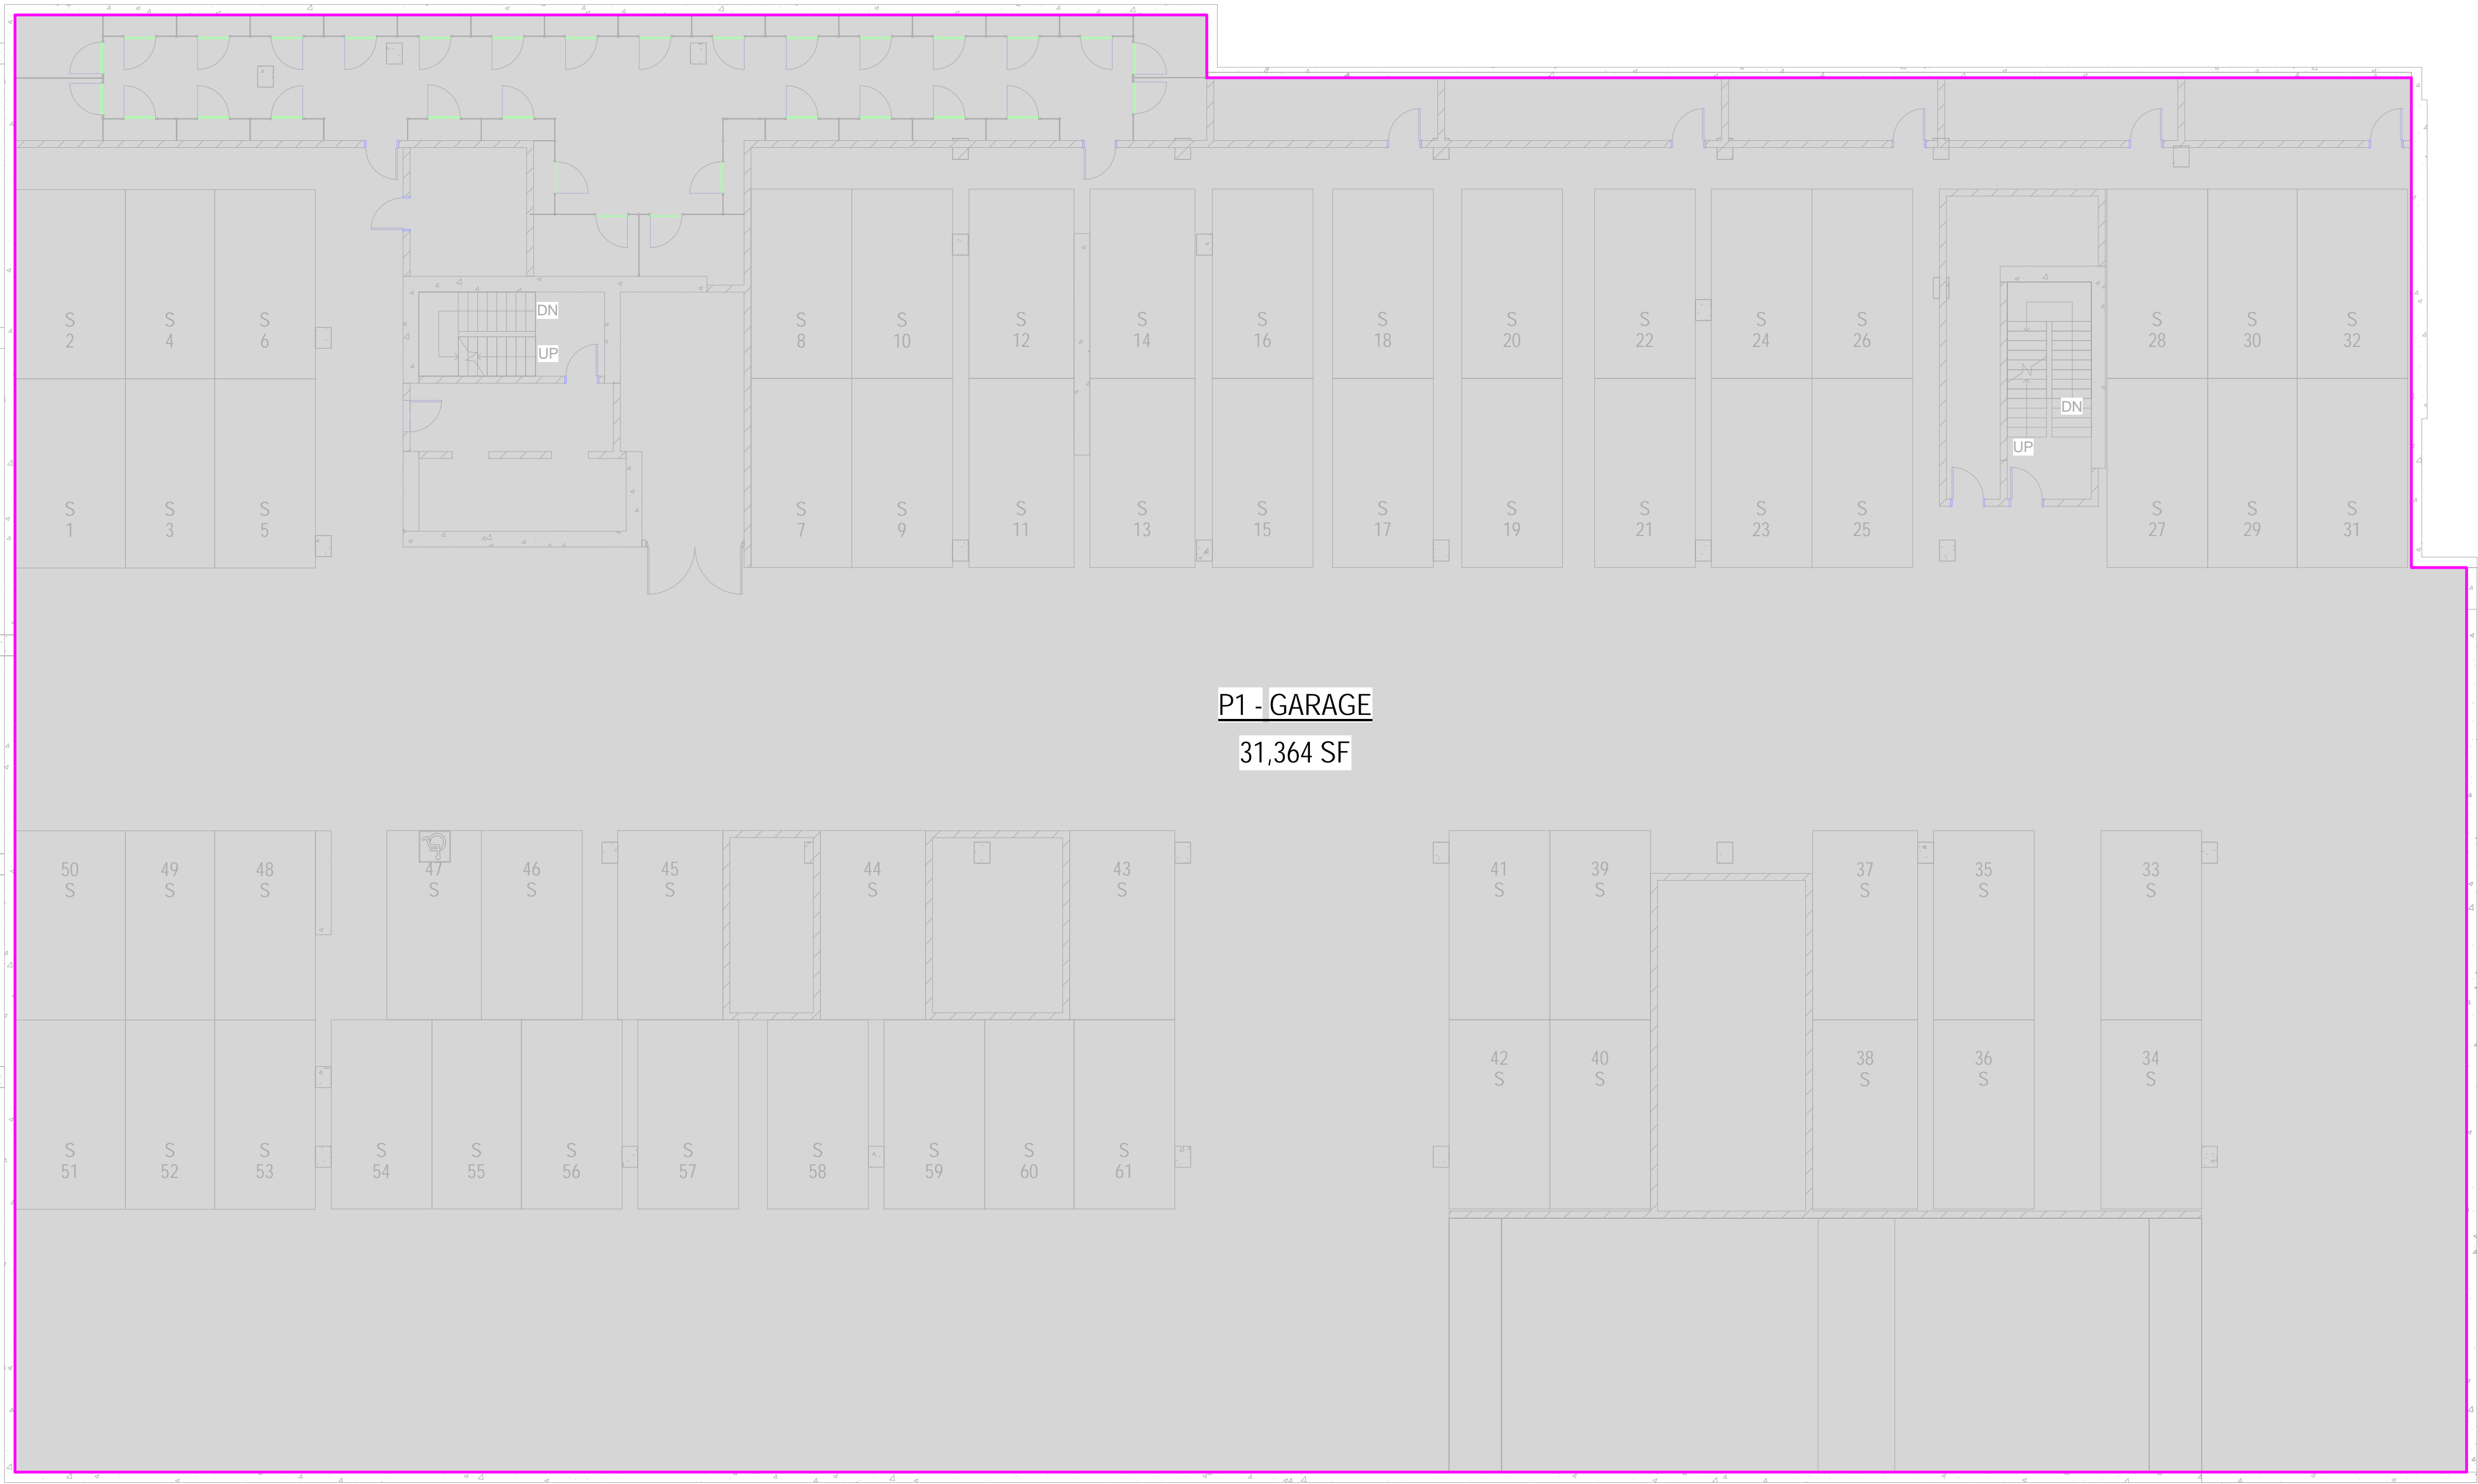 DN
UP
S S S S S S S S S S S S S S S S
2 4 6 8 10 12 14 16 18 20 22 24 26 28 30 32
DN
UP
S S S S S S S S S S S S S S S S
1 3 5 7 9 11 13 15 17 19 21 23 25 27 29 31
P1 - GARAGE
31,364 SF
50 49 48 47 46 45 44 43 41 39 37 35 33
S S S S S S S S S S S S S
42 40 38 36 34
S S S S S
S S S S S S S S S S S
51 52 53 54 55 56 57 58 59 60 61